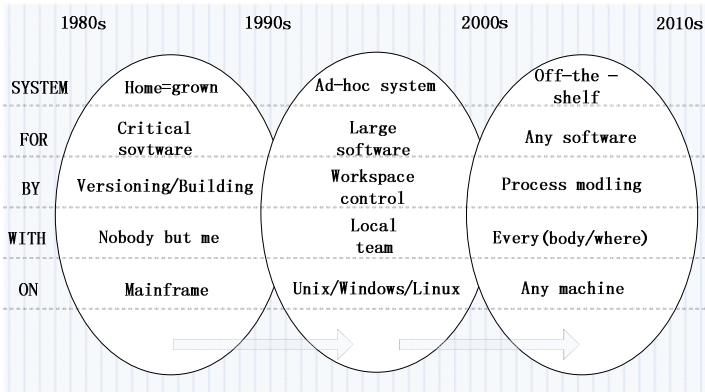 1980s 1990s 2000s 2010s
SYSTEM Home=grown Ad-hoc system Off-the -
shelf
FOR Critical Large Any software
sovtware software
BY Versioning/Building Workspace Process modling
control
WITH Nobody but me Local Every(body/where)
team
ON Mainframe Unix/Windows/Linux Any machine